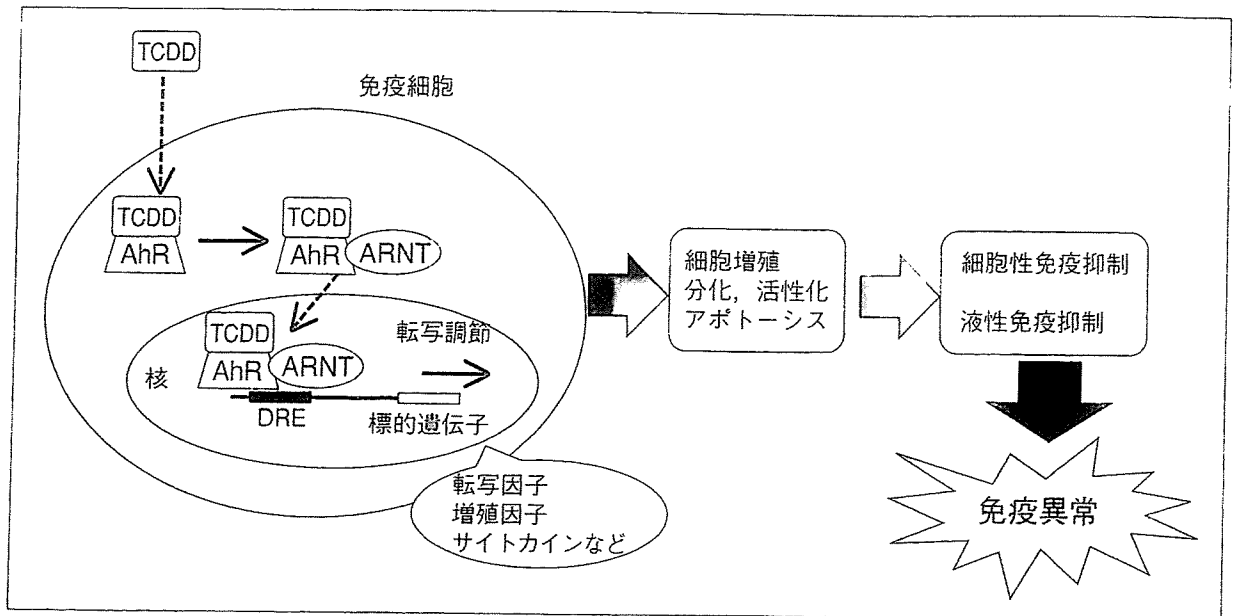 TCDD
免疫細胞
TCDD
AhR
TCDD
AhR
ARNT
TCDD
AhR
ARNT
転写調節
核
DRE
標的遺伝子
転写因子
増殖因子
サイトカインなど
細胞増殖
分化，活性化
アポトーシス
細胞性免疫抑制
液性免疫抑制
免疫異常